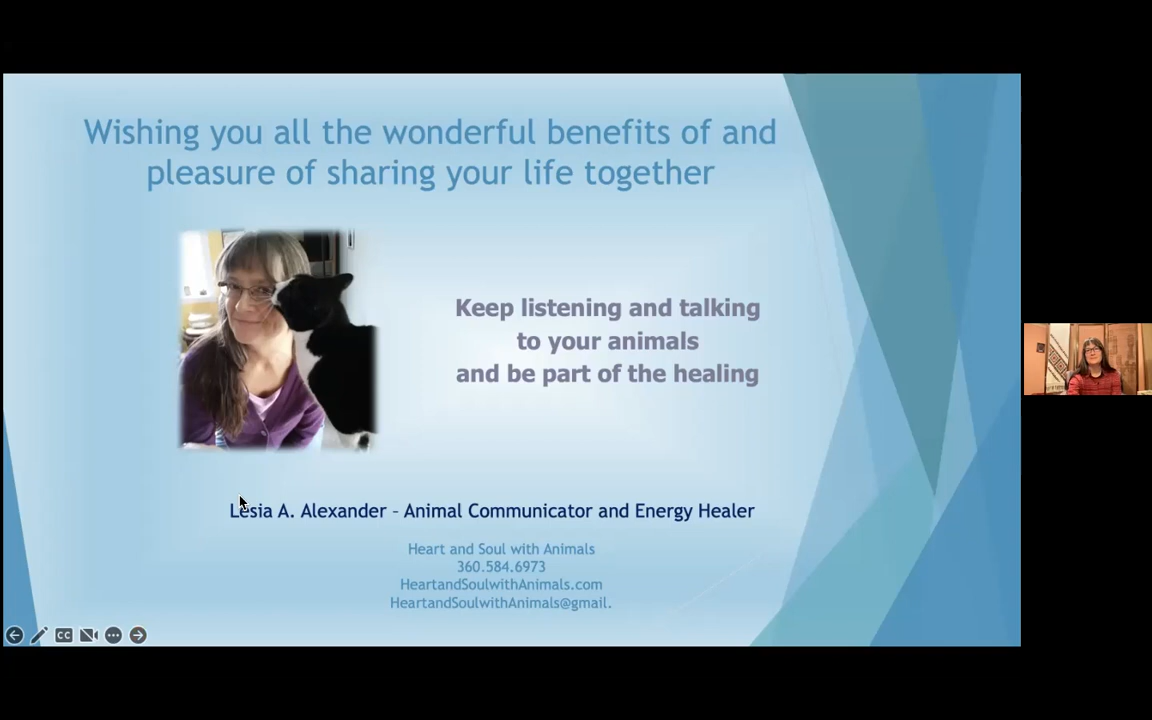 Wishing you all the wonderful benefits of and
pleasure of sharing your life together
Keep listening and talking
to your animals
and be part of the healing
Lesia A. Alexander – Animal Communicator and Energy Healer
Heart and Soul with Animals
360.584.6973
HeartandSoulwithAnimals.com
HeartandSoulwithAnimals@gmail.
CC